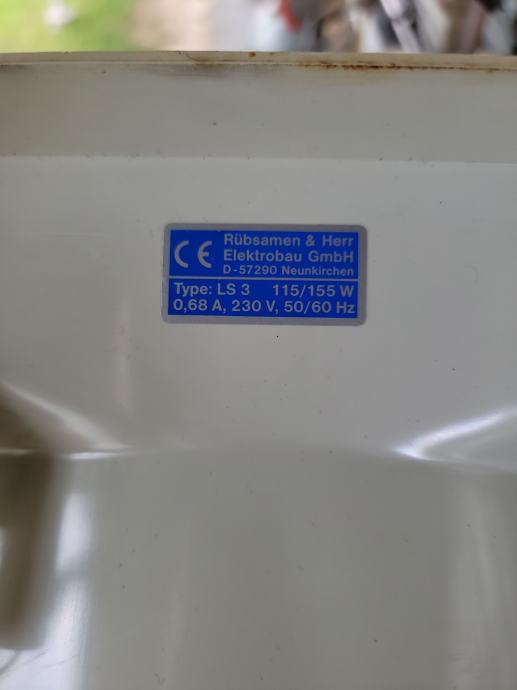 CE
Rübsamen & Herr
Elektrobau GmbH
D-57290 Neunkirchen
Type: LS 3 115/155 W
0,68 A, 230 V, 50/60 Hz